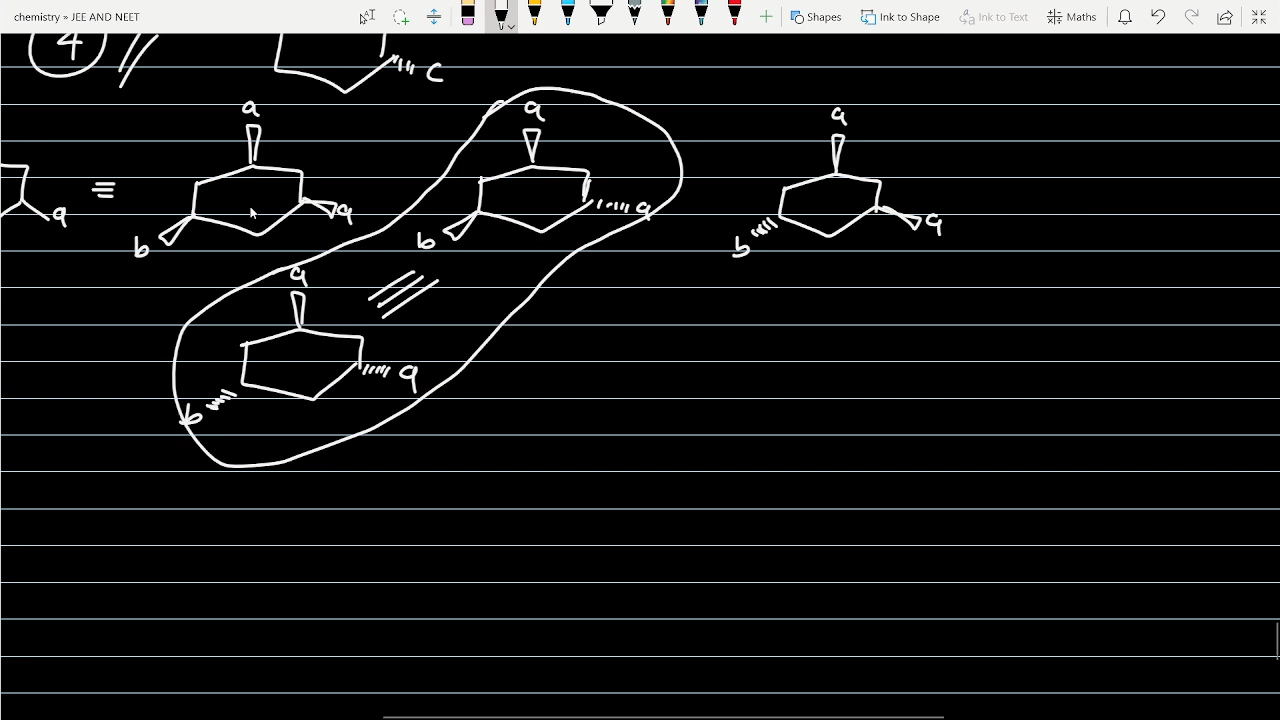 chemistry » JEE AND NEET
Shapes
Ink to Shape
Ink to Text
Maths
4
c
a a a
a ≡ a a a
b b b
a
a
b